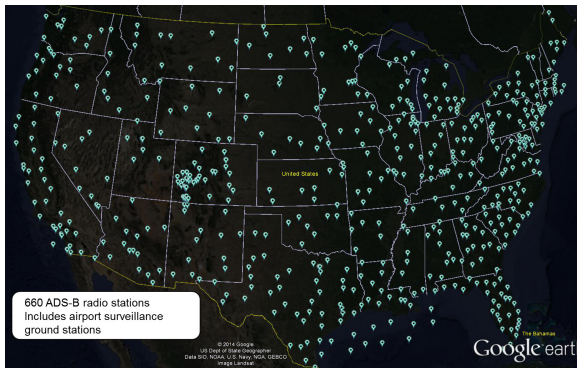 United States
660 ADS-B radio stations
Includes airport surveillance
ground stations
© 2014 Google
US Dept of State Geographer
Data SIO, NOAA, U.S. Navy, NGA, GEBCO
Image Landsat
The Bahamas
Google eart